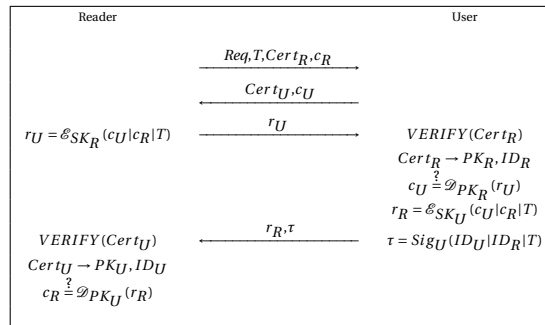 Reader User
Req,T,Cert_R,c_R
Cert_U,c_U
r_U = ℰ_{SK_R}(c_U|c_R|T) r_U VERIFY(Cert_R)
Cert_R → PK_R, ID_R
c_U ≟ 𝒟_{PK_R}(r_U)
r_R = ℰ_{SK_U}(c_U|c_R|T)
VERIFY(Cert_U) r_R,τ τ = Sig_U(ID_U|ID_R|T)
Cert_U → PK_U, ID_U
c_R ≟ 𝒟_{PK_U}(r_R)